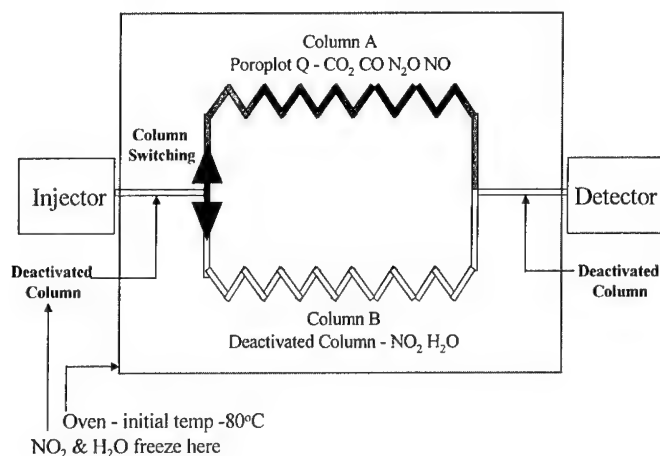 Column A
Poroplot Q - CO₂ CO N₂O NO
Column
Switching
Injector
Detector
Deactivated
Column
Deactivated
Column
Column B
Deactivated Column - NO₂ H₂O
Oven - initial temp -80°C
NO₂ & H₂O freeze here